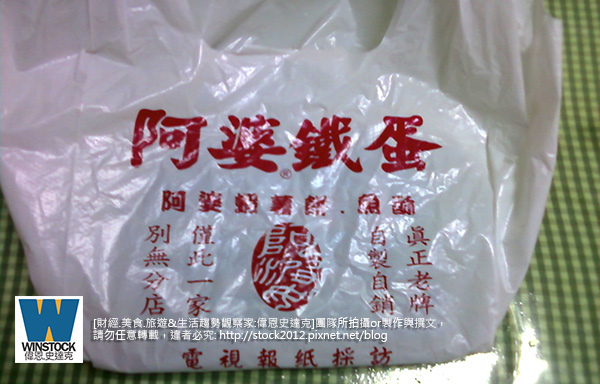 阿婆鐵蛋
®
阿婆
眞正老牌
自製自銷
僅此一家
別無分店
電視報紙採訪
W
WINSTOCK
偉恩.史達克
[財經.美食.旅遊&生活趨勢觀察家:偉恩史達克]團隊所拍攝or製作與撰文，
請勿任意轉載，違者必究: http://stock2012.pixnet.net/blog